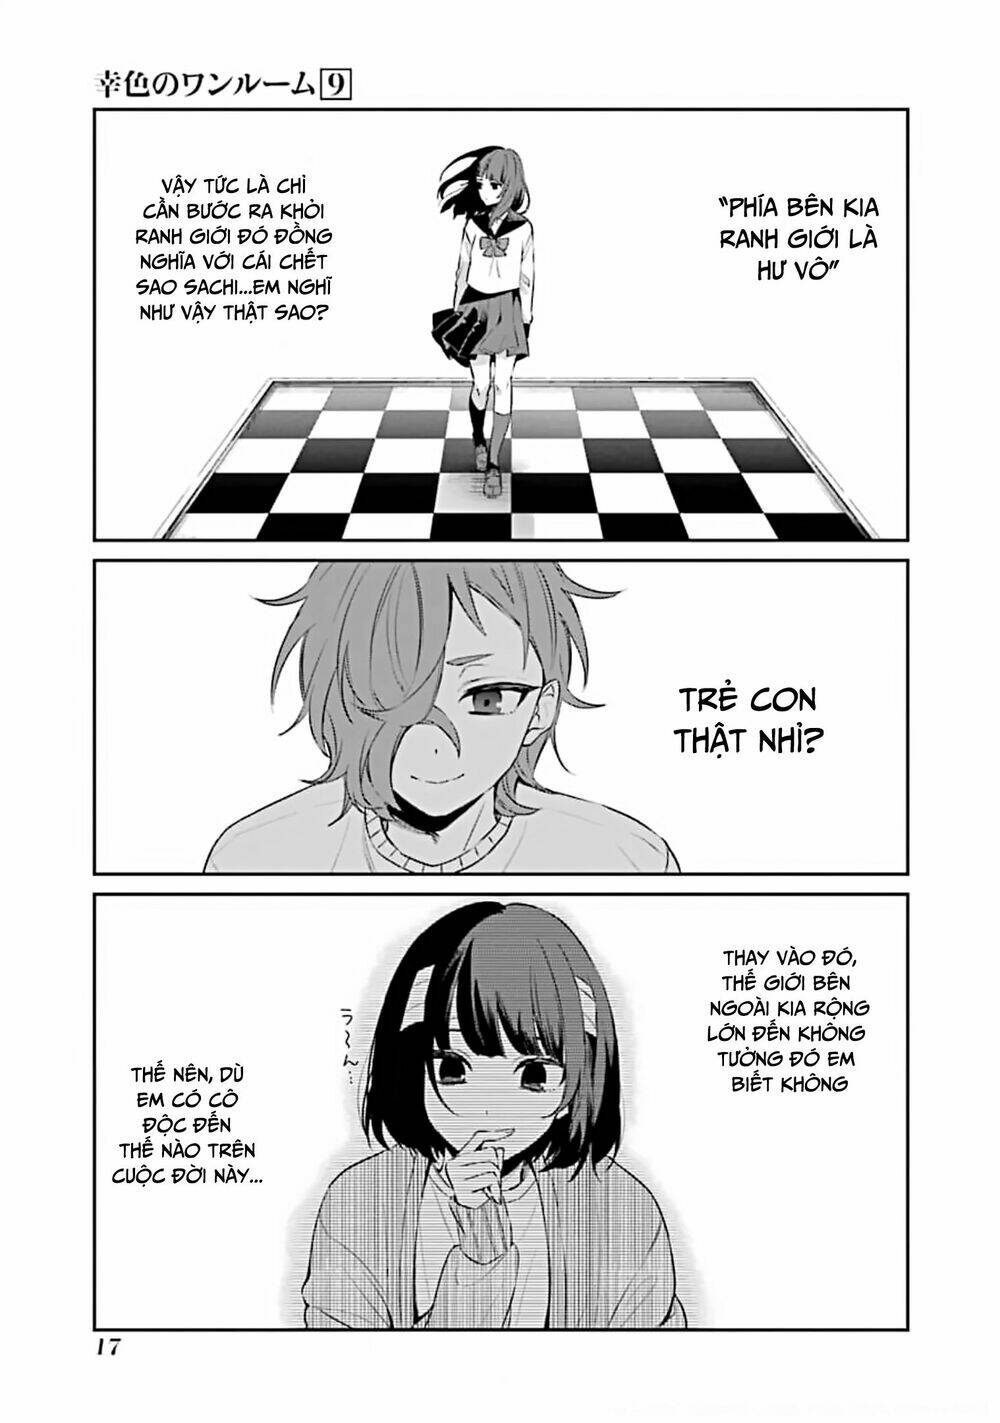 幸色のワンルーム 9
"PHÍA BÊN KIA
RANH GIỚI LÀ
HƯ VÔ"
VẬY TỨC LÀ CHỈ
CẦN BƯỚC RA KHỎI
RANH GIỚI ĐÓ ĐỒNG
NGHĨA VỚI CÁI CHẾT
SAO SACHI...EM NGHĨ
NHƯ VẬY THẬT SAO?
TRẺ CON
THẬT NHỈ?
THAY VÀO ĐÓ,
THẾ GIỚI BÊN
NGOÀI KIA RỘNG
LỚN ĐẾN KHÔNG
TƯỞNG ĐÓ EM
BIẾT KHÔNG
う～ん…
THẾ NÊN, DÙ
EM CÓ CÔ
ĐỘC ĐẾN
THẾ NÀO TRÊN
CUỘC ĐỜI NÀY...
17